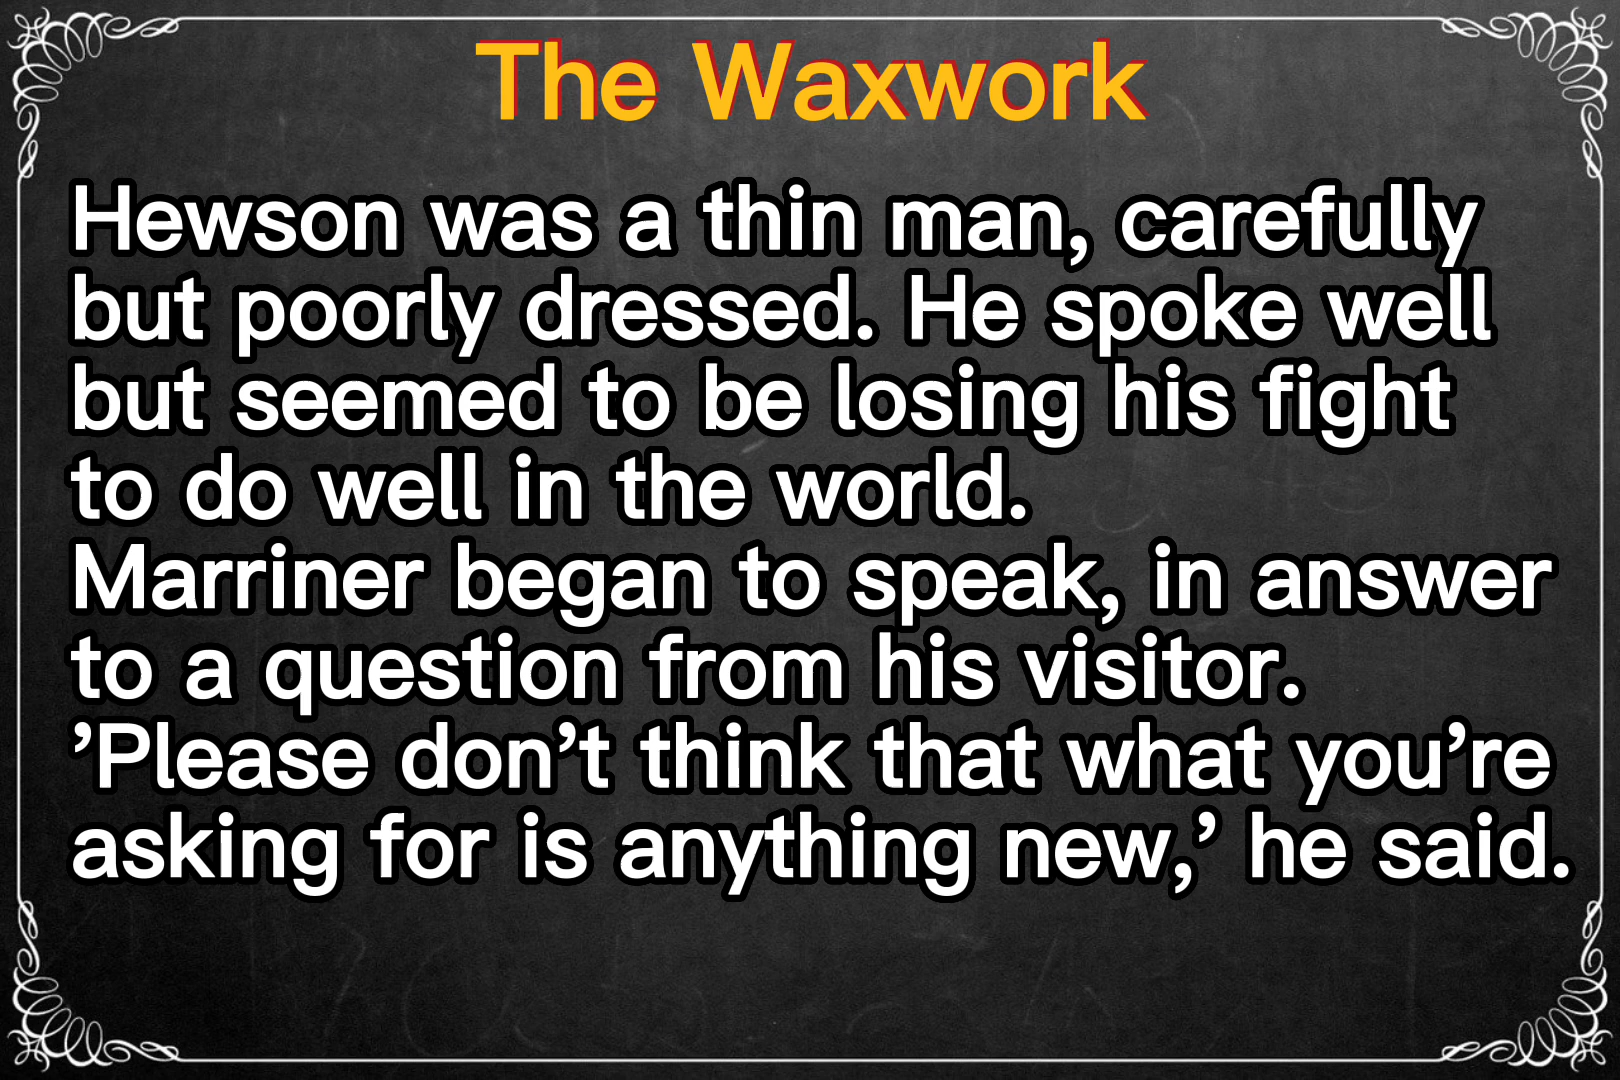 The Waxwork
Hewson was a thin man, carefully
but poorly dressed. He spoke well
but seemed to be losing his fight
to do well in the world.
Marriner began to speak, in answer
to a question from his visitor.
’Please don’t think that what you’re
asking for is anything new,’ he said.